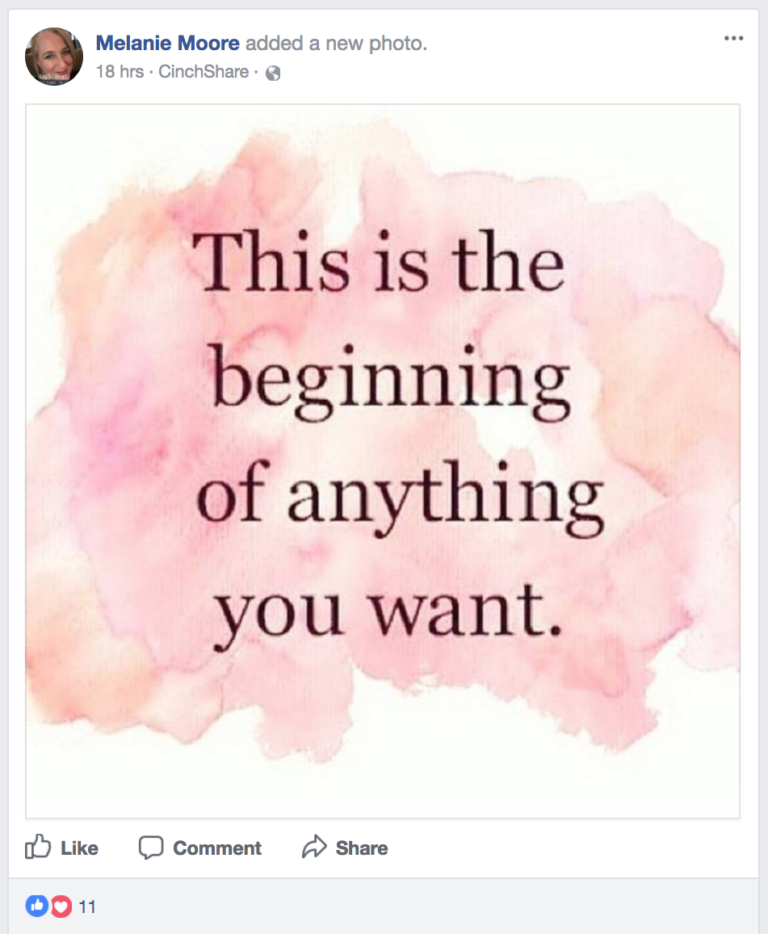 Melanie Moore added a new photo.
18 hrs · CinchShare ·
This is the
beginning
of anything
you want.
Like Comment Share
11